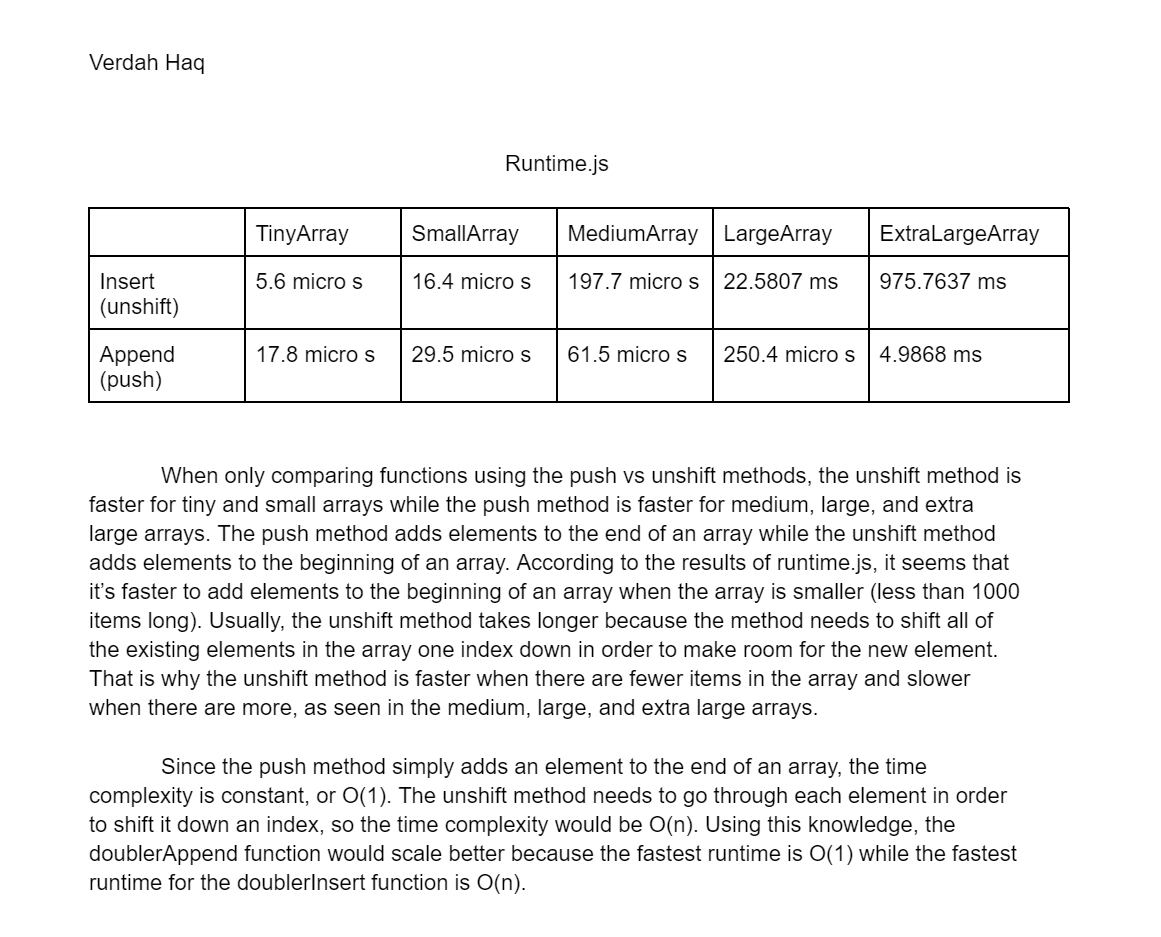 Verdah Haq
Runtime.js
TinyArray SmallArray MediumArray LargeArray ExtraLargeArray
Insert (unshift) 5.6 micro s 16.4 micro s 197.7 micro s 22.5807 ms 975.7637 ms
Append (push) 17.8 micro s 29.5 micro s 61.5 micro s 250.4 micro s 4.9868 ms
When only comparing functions using the push vs unshift methods, the unshift method is
faster for tiny and small arrays while the push method is faster for medium, large, and extra
large arrays. The push method adds elements to the end of an array while the unshift method
adds elements to the beginning of an array. According to the results of runtime.js, it seems that
it’s faster to add elements to the beginning of an array when the array is smaller (less than 1000
items long). Usually, the unshift method takes longer because the method needs to shift all of
the existing elements in the array one index down in order to make room for the new element.
That is why the unshift method is faster when there are fewer items in the array and slower
when there are more, as seen in the medium, large, and extra large arrays.
Since the push method simply adds an element to the end of an array, the time
complexity is constant, or O(1). The unshift method needs to go through each element in order
to shift it down an index, so the time complexity would be O(n). Using this knowledge, the
doublerAppend function would scale better because the fastest runtime is O(1) while the fastest
runtime for the doublerInsert function is O(n).